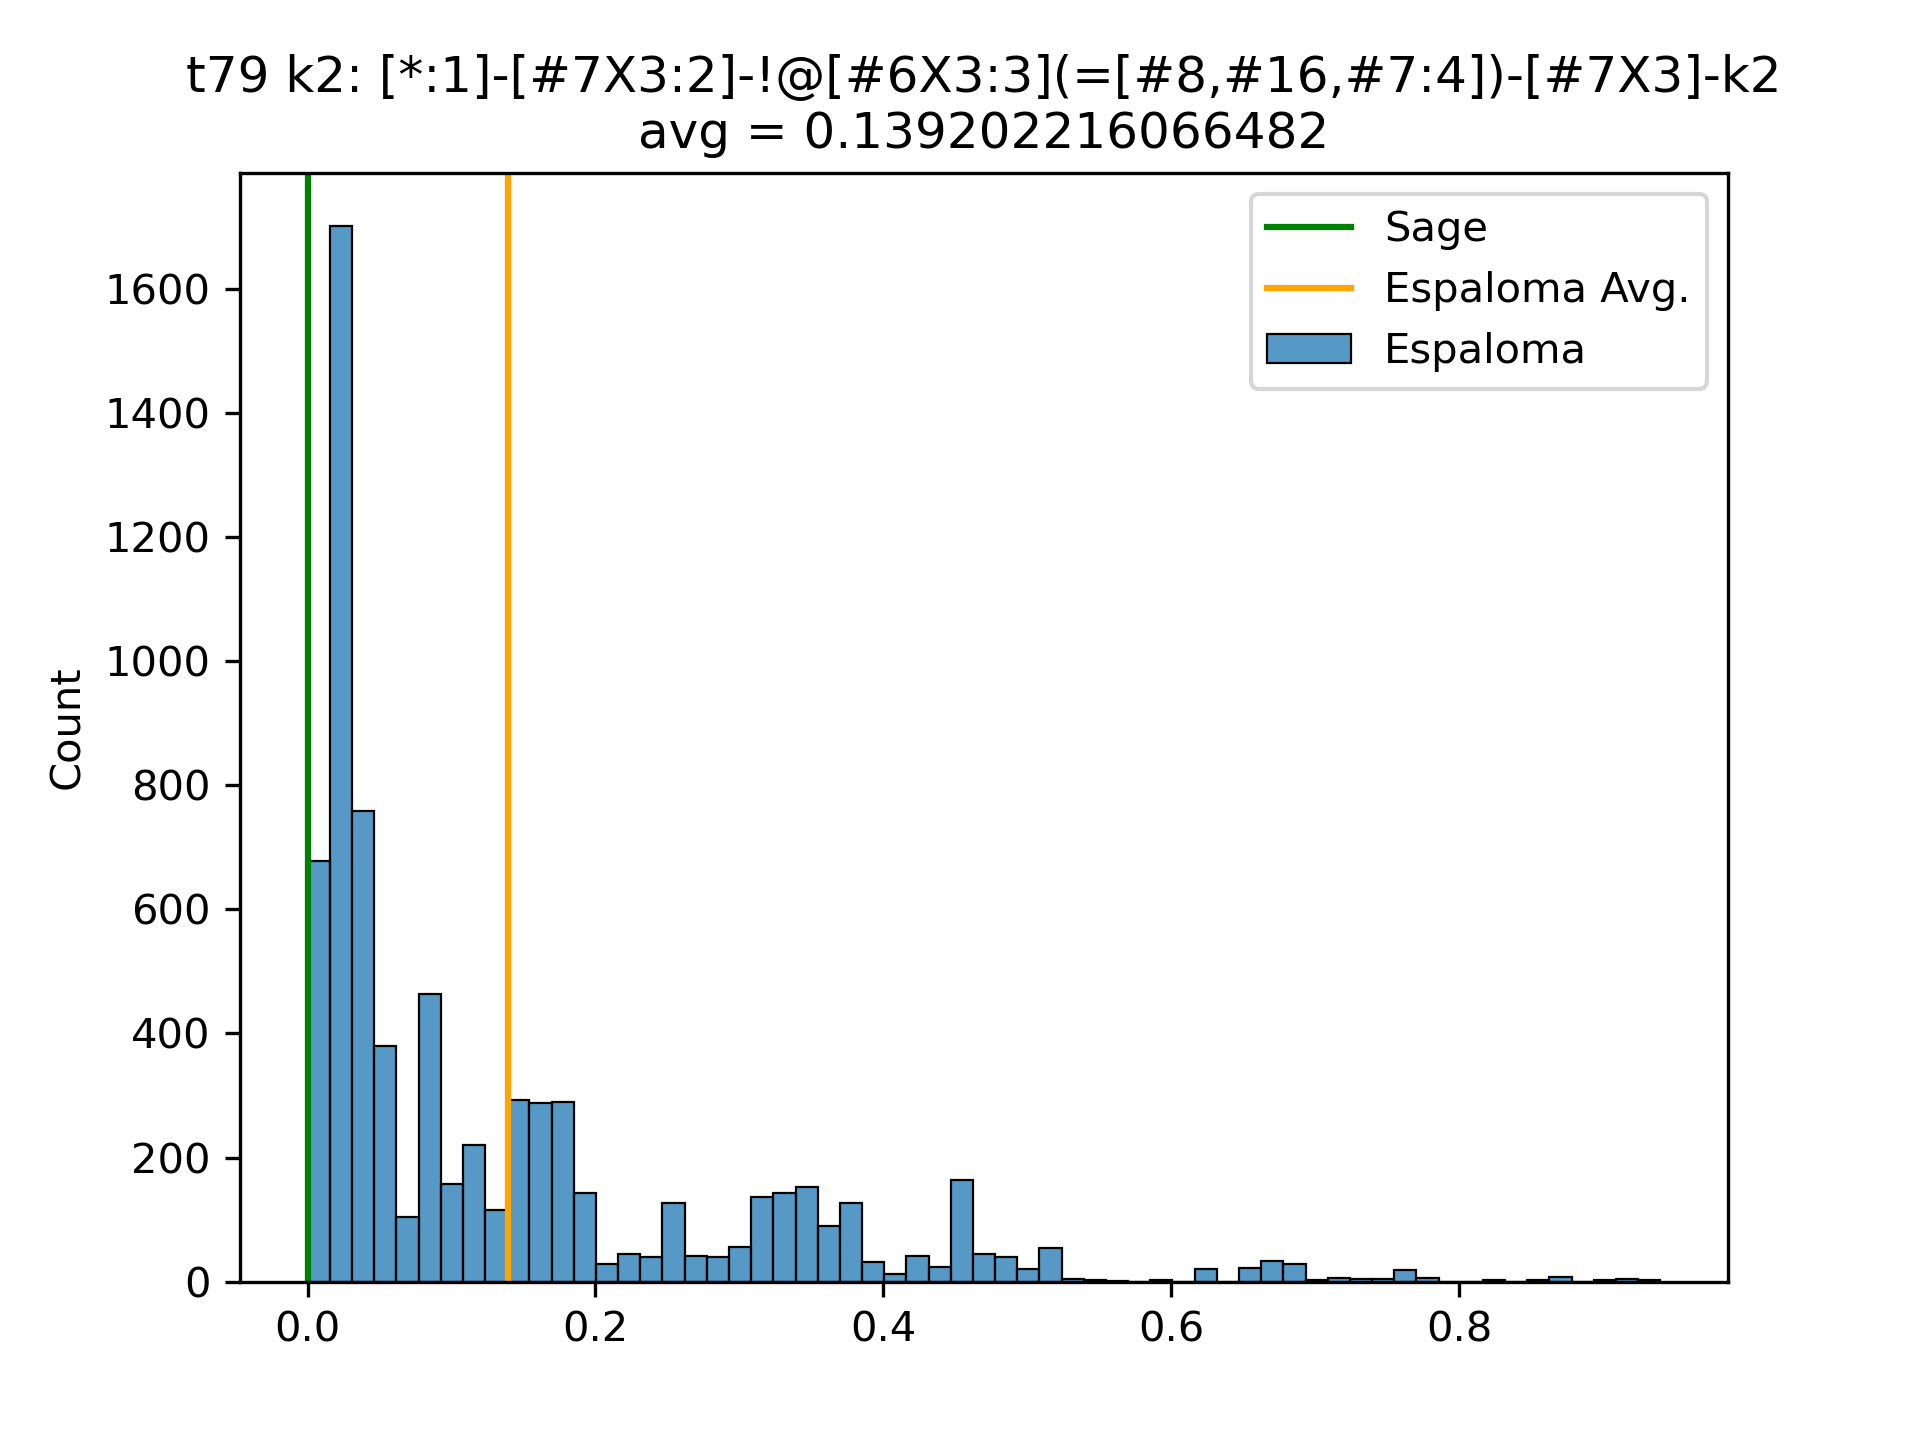 t79 k2: [*:1]-[#7X3:2]-!@[#6X3:3](=[#8,#16,#7:4])-[#7X3]-k2
avg = 0.139202216066482
Sage
Espaloma Avg.
Espaloma
Count
1600
1400
1200
1000
800
600
400
200
0
0.0 0.2 0.4 0.6 0.8